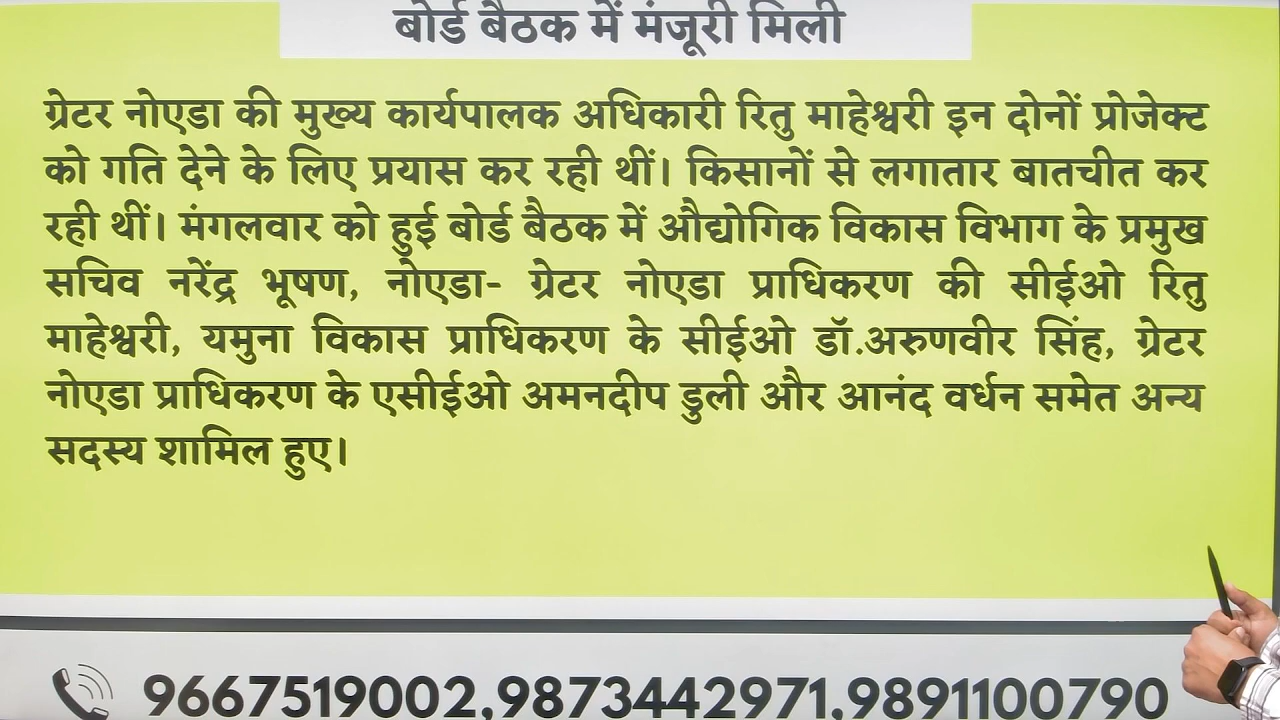 बोर्ड बैठक में मंजूरी मिली
ग्रेटर नोएडा की मुख्य कार्यपालक अधिकारी रितु माहेश्वरी इन दोनों प्रोजेक्ट
को गति देने के लिए प्रयास कर रही थीं। किसानों से लगातार बातचीत कर
रही थीं। मंगलवार को हुई बोर्ड बैठक में औद्योगिक विकास विभाग के प्रमुख
सचिव नरेंद्र भूषण, नोएडा- ग्रेटर नोएडा प्राधिकरण की सीईओ रितु
माहेश्वरी, यमुना विकास प्राधिकरण के सीईओ डॉ.अरुणवीर सिंह, ग्रेटर
नोएडा प्राधिकरण के एसीईओ अमनदीप डुली और आनंद वर्धन समेत अन्य
सदस्य शामिल हुए।
9667519002,9873442971,9891100790